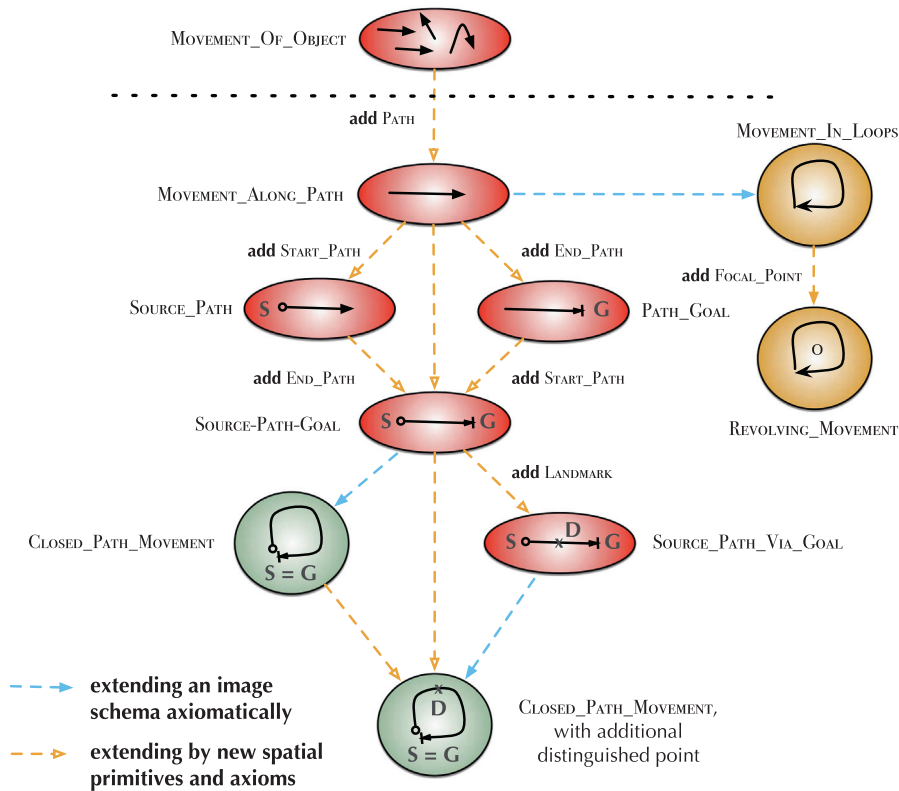 Movement_Of_Object
add Path
Movement_In_Loops
Movement_Along_Path
add Start_Path
add End_Path
add Focal_Point
Source_Path
S
G
Path_Goal
O
add End_Path
add Start_Path
Source-Path-Goal
S
G
Revolving_Movement
add Landmark
Closed_Path_Movement
S = G
S
D
x
G
Source_Path_Via_Goal
extending an image
schema axiomatically
extending by new spatial
primitives and axioms
x
D
S = G
Closed_Path_Movement,
with additional
distinguished point